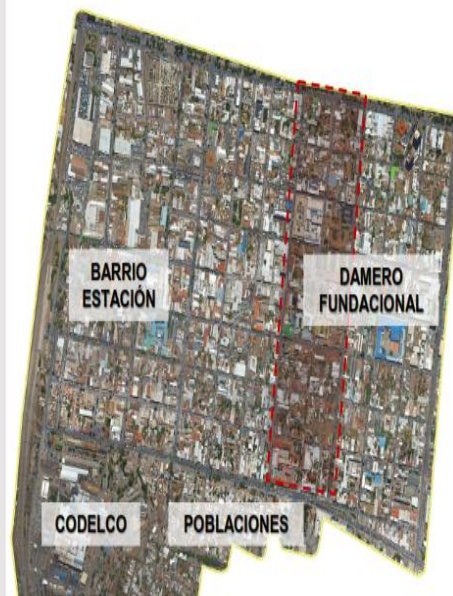 BARRIO
ESTACIÓN
DAMERO
FUNDACIONAL
CODELCO
POBLACIONES